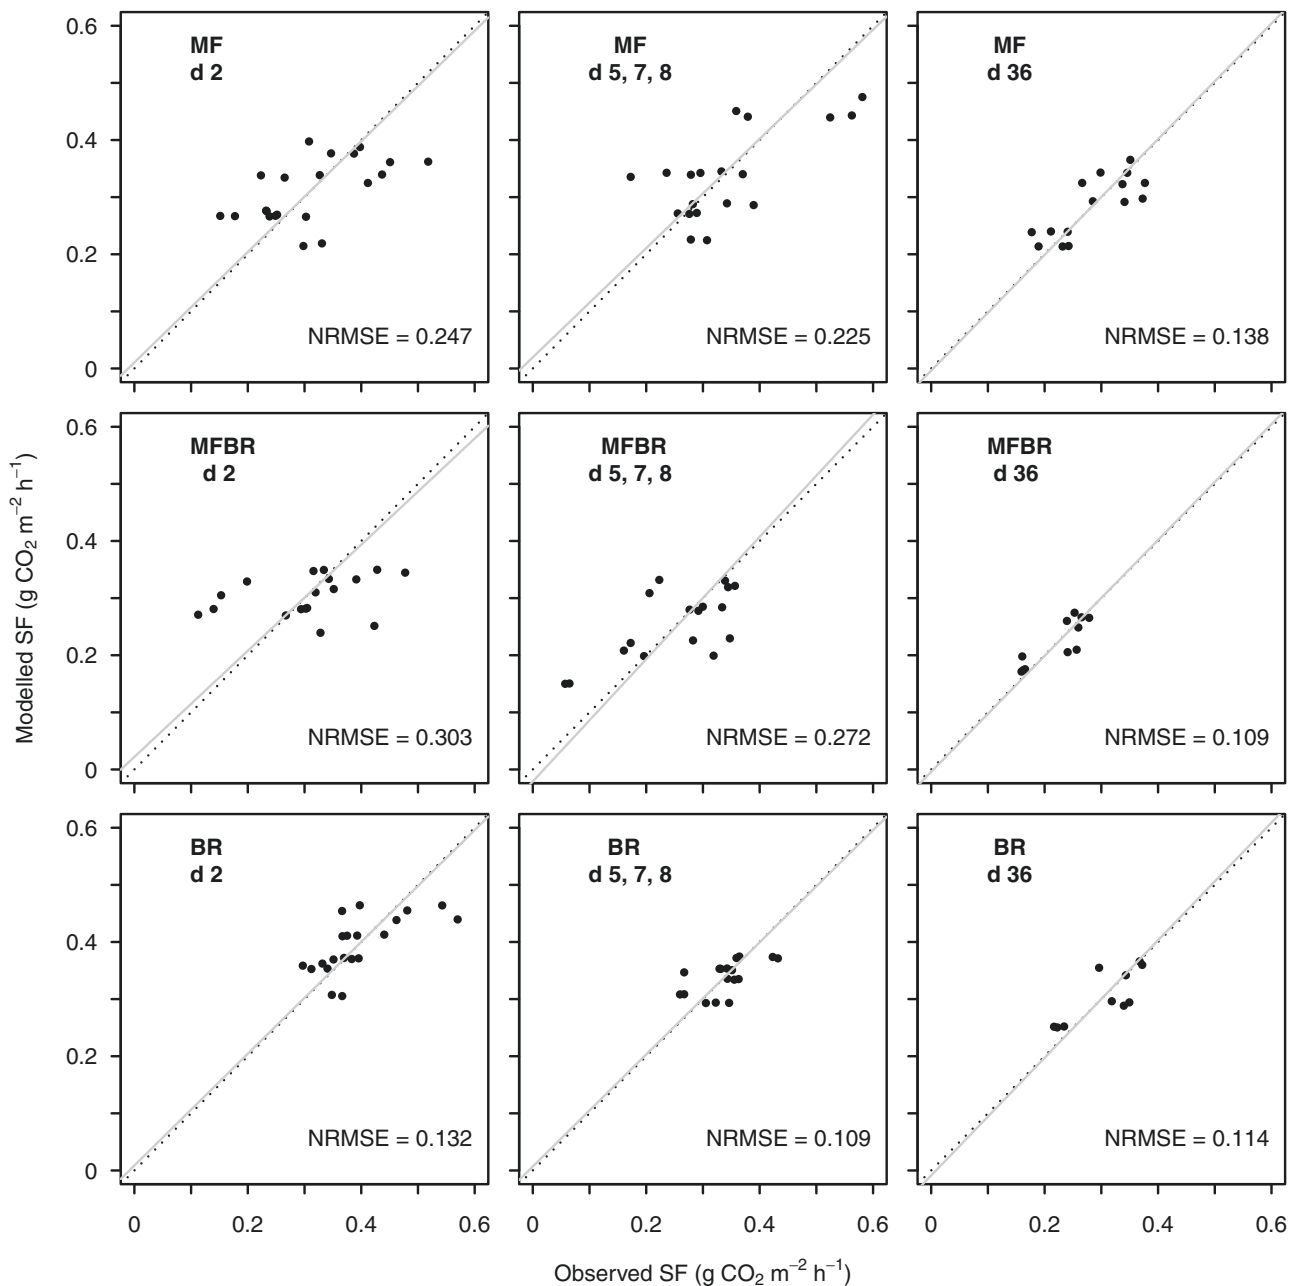 0.6
0.4
0.2
0
MF
d 2
NRMSE = 0.247
MF
d 5, 7, 8
NRMSE = 0.225
MF
d 36
NRMSE = 0.138
Modelled SF (g CO₂ m⁻² h⁻¹)
0.6
0.4
0.2
0
MFBR
d 2
NRMSE = 0.303
MFBR
d 5, 7, 8
NRMSE = 0.272
MFBR
d 36
NRMSE = 0.109
0.6
0.4
0.2
0
BR
d 2
NRMSE = 0.132
BR
d 5, 7, 8
NRMSE = 0.109
BR
d 36
NRMSE = 0.114
0 0.2 0.4 0.6 0 0.2 0.4 0.6 0 0.2 0.4 0.6
Observed SF (g CO₂ m⁻² h⁻¹)